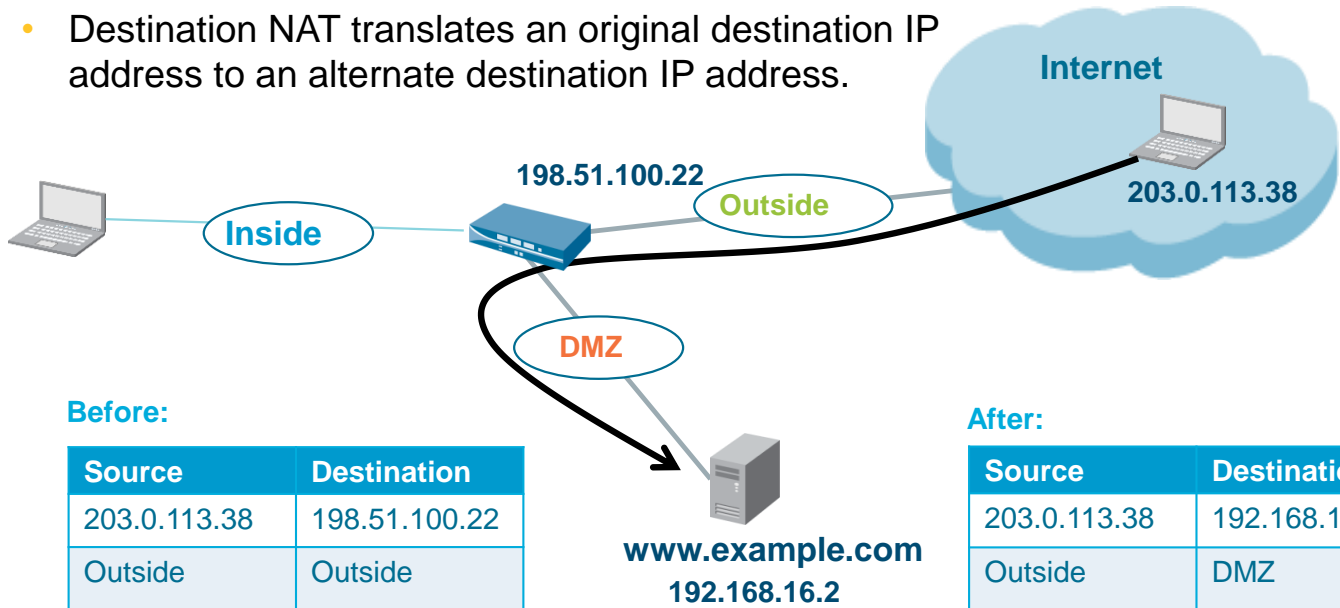 • Destination NAT translates an original destination IP
address to an alternate destination IP address.
Internet
198.51.100.22
Outside
203.0.113.38
Inside
DMZ
Before:
Source Destination
203.0.113.38 198.51.100.22
Outside Outside
www.example.com
192.168.16.2
After:
Source
203.0.113.38
Outside DMZ